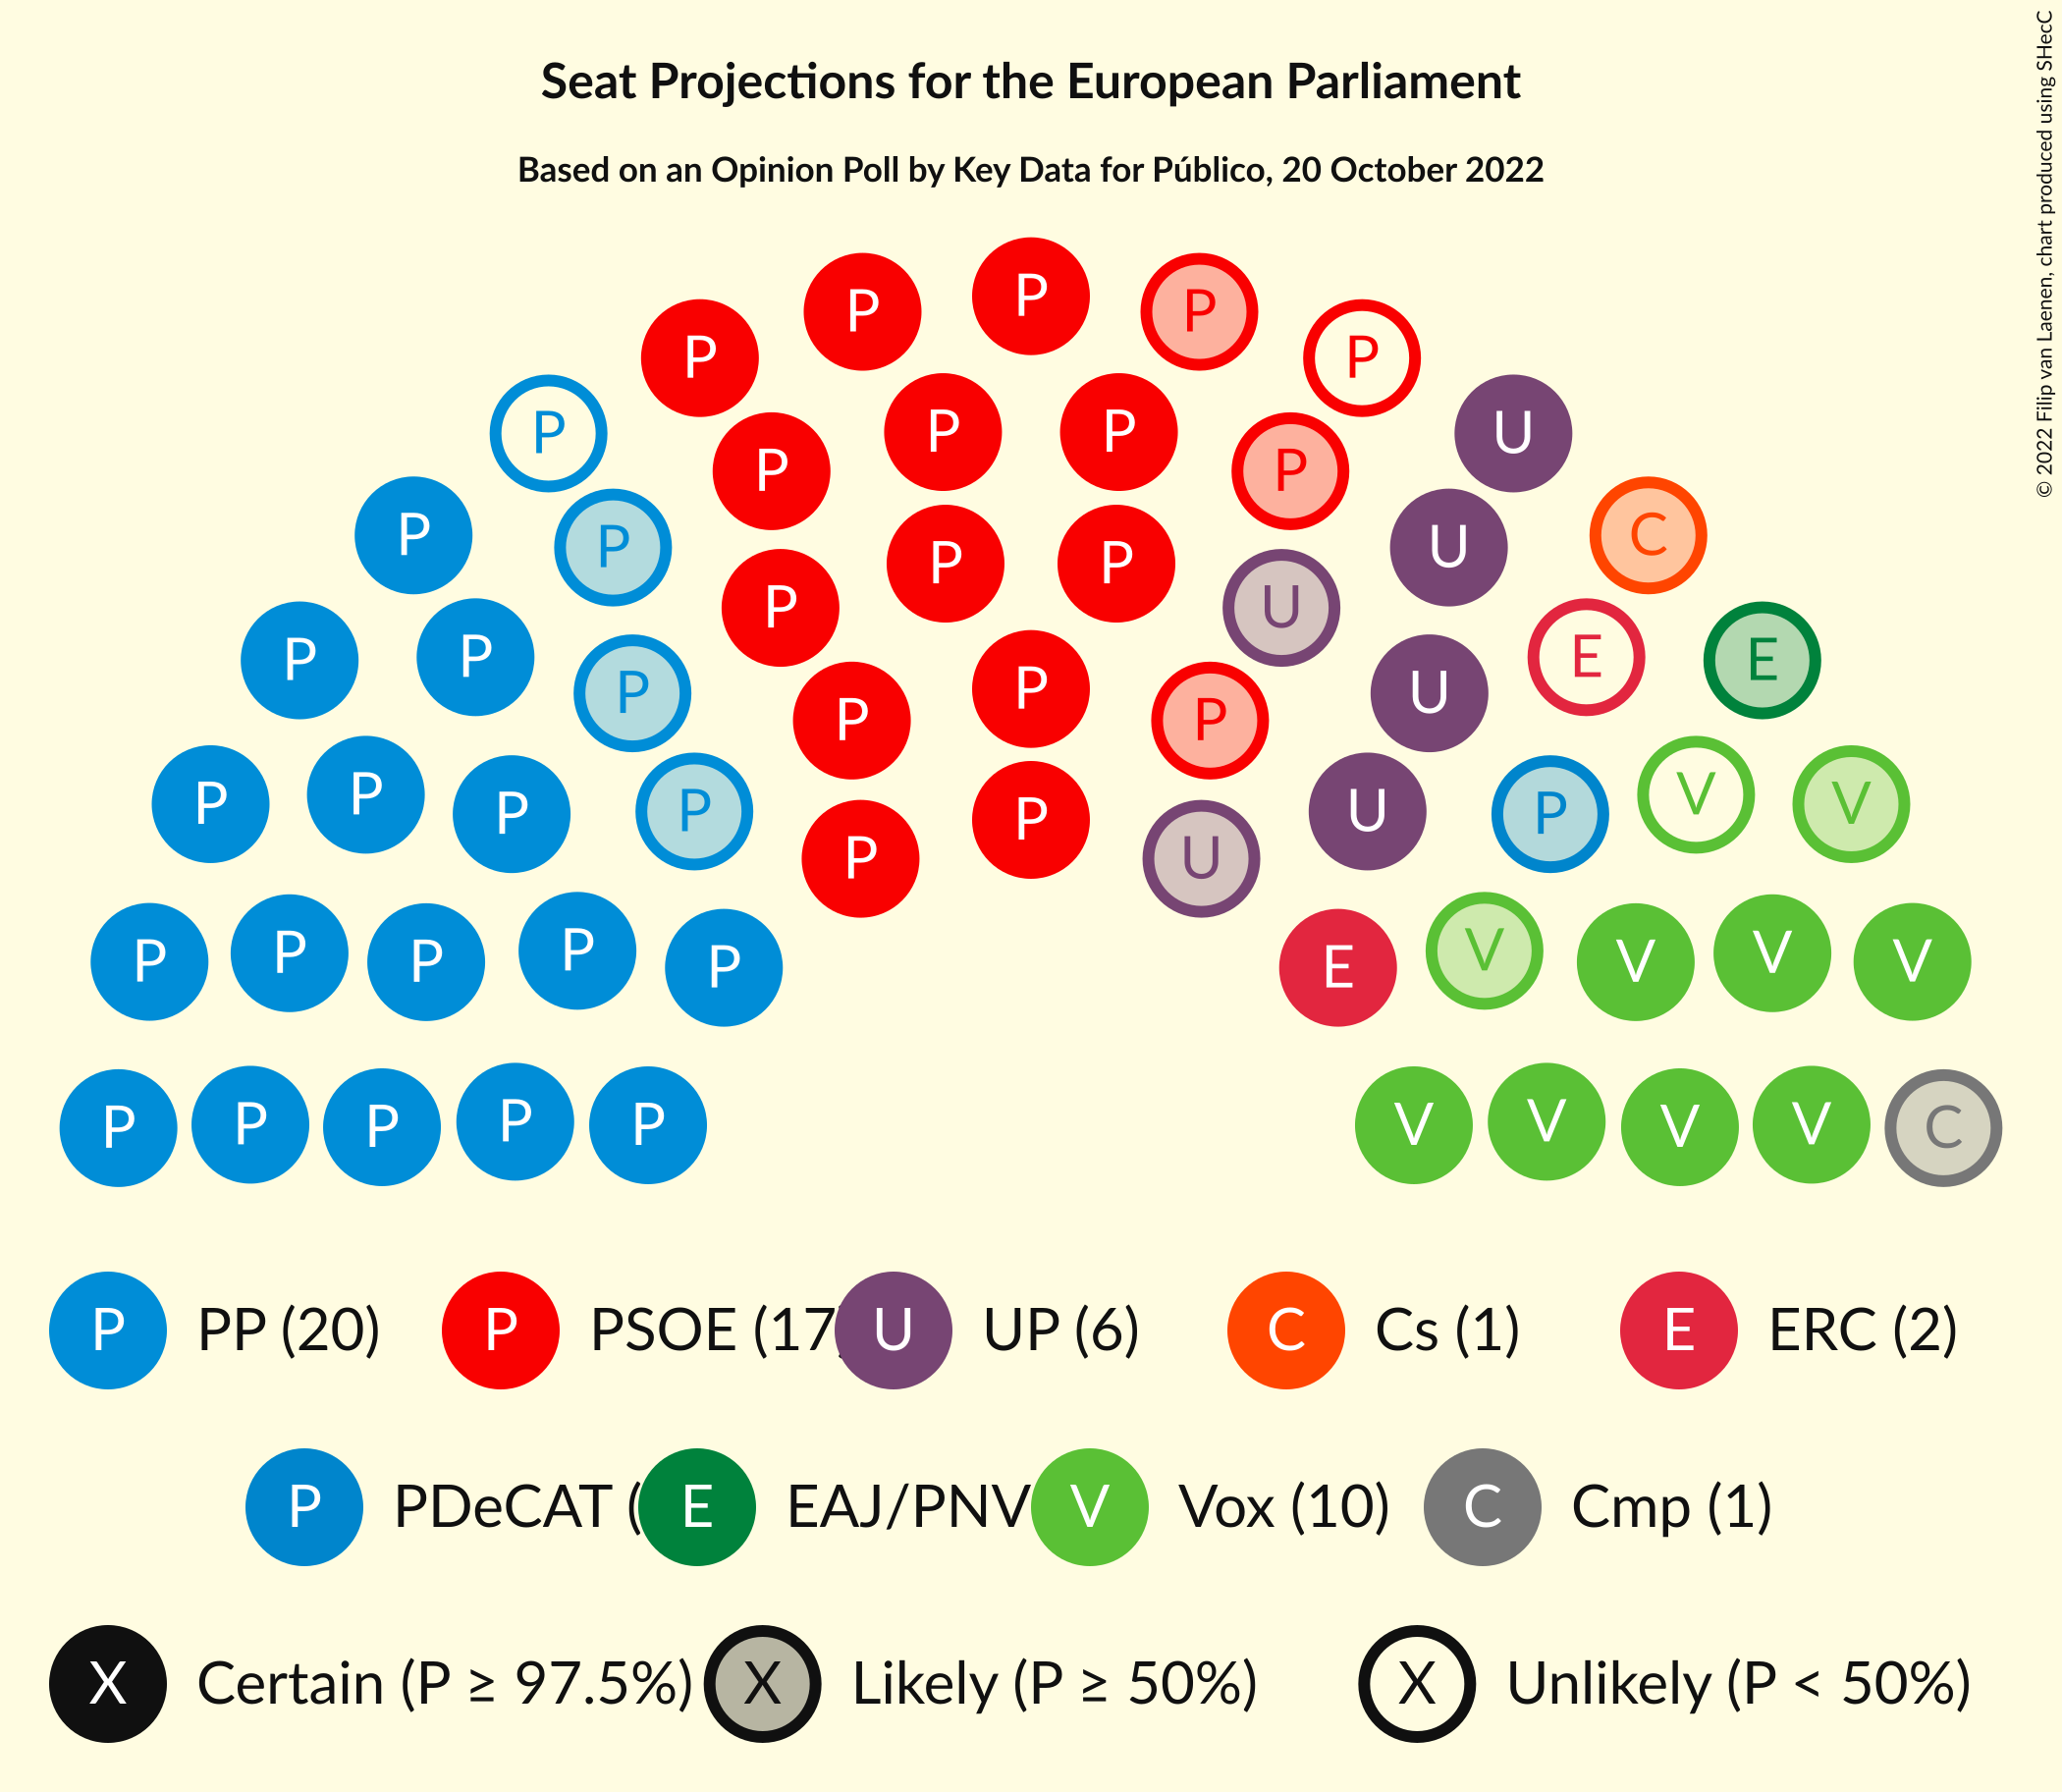 Seat Projections for the European Parliament
Based on an Opinion Poll by Key Data for Público, 20 October 2022
© 2022 Filip van Laenen, chart produced using SHecC
P P P P P
P P P P P P
U U
P P P P C
P U
P P P
P P E E
P P U
P P P
P P U P V V
P P P
P U
P P P P P E V V V V
P P P P P V V V V C
P PP (20) P PSOE (17 U UP (6) C Cs (1) E ERC (2)
P PDeCAT ( E EAJ/PNV V Vox (10) C Cmp (1)
X Certain (P ≥ 97.5%) X Likely (P ≥ 50%) X Unlikely (P < 50%)